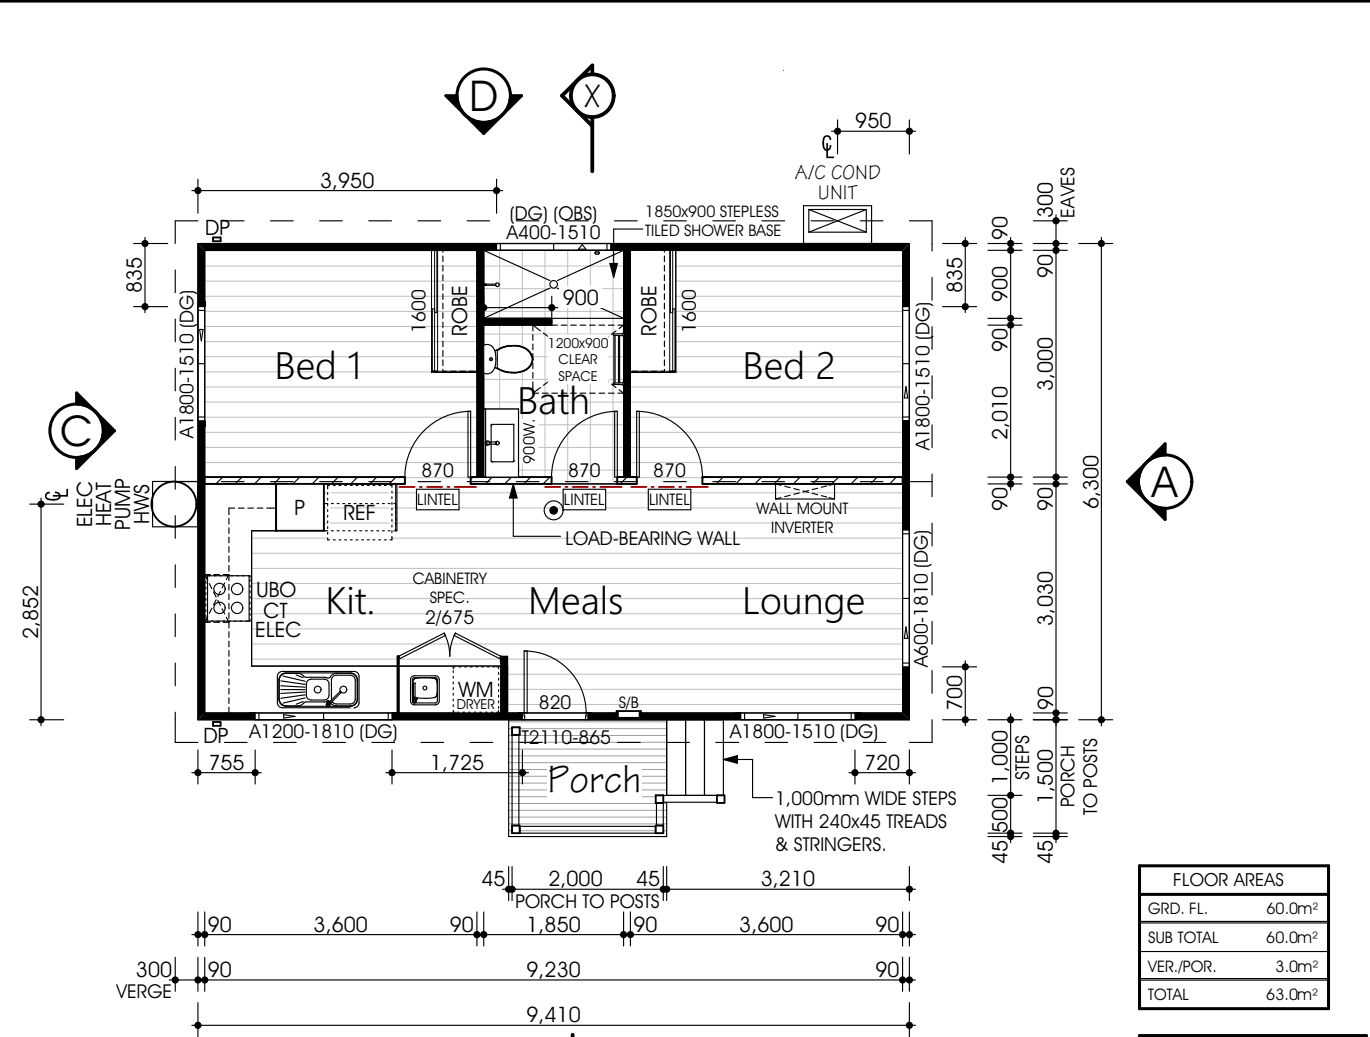 D
X
950
℄
A/C COND
UNIT
3,950
300
EAVES
(DG) (OBS)
A400-1510
1850x900 STEPLESS
TILED SHOWER BASE
DP
90
835
835
900
90
1600
ROBE
900
ROBE
1600
A1800-1510 (DG)
A1800-1510 (DG)
Bed 1
1200x900
CLEAR
SPACE
Bed 2
Bath
900W.
90
3,000
2,010
C
870
870
870
LINTEL
LINTEL
LINTEL
A
6,300
90
90
℄
ELEC
HEAT
PUMP
HWS
P
REF
WALL MOUNT
INVERTER
LOAD-BEARING WALL
2,852
UBO
CT
ELEC
Kit.
CABINETRY
SPEC.
2/675
Meals
Lounge
A600-1810 (DG)
3,030
WM
DRYER
820
S/B
700
90
DP
A1200-1810 (DG)
T2110-865
A1800-1510 (DG)
755
1,725
720
Porch
1,000
STEPS
1,500
PORCH
TO POSTS
500
45
45
1,000mm WIDE STEPS
WITH 240x45 TREADS
& STRINGERS.
45
2,000
45
3,210
PORCH TO POSTS
90
3,600
90
1,850
90
3,600
90
300
VERGE
90
9,230
90
9,410
FLOOR AREAS
GRD. FL. 60.0m²
SUB TOTAL 60.0m²
VER./POR. 3.0m²
TOTAL 63.0m²